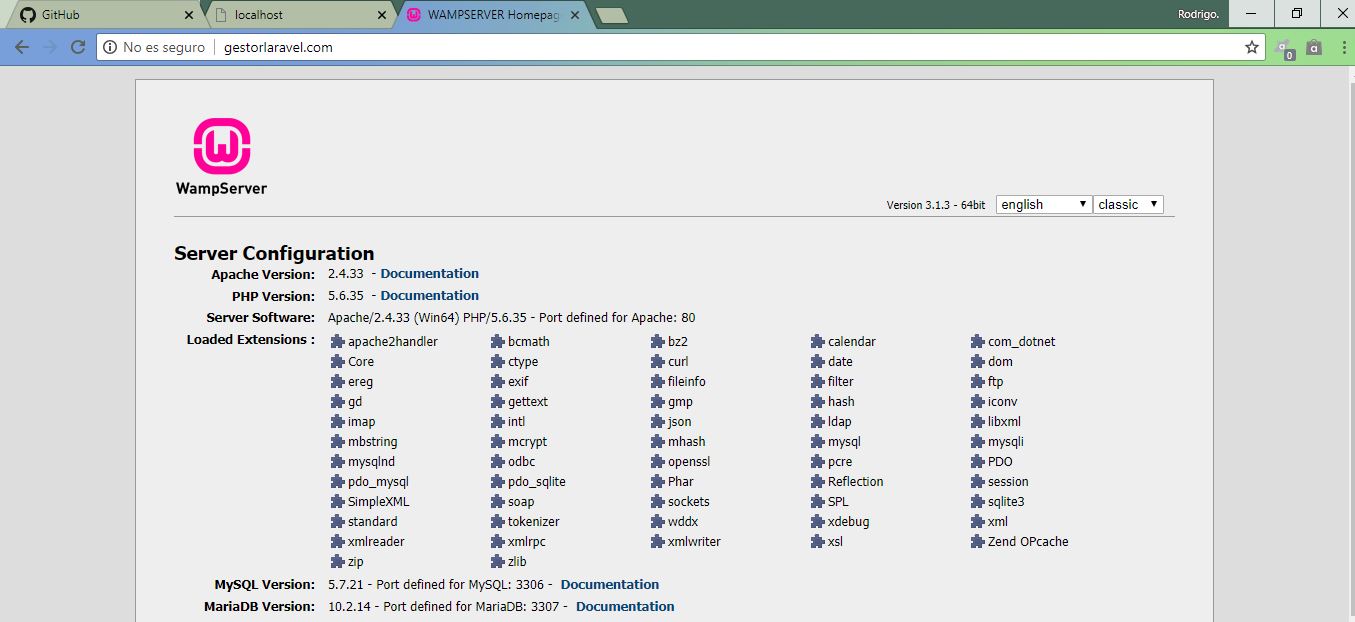 GitHub localhost WAMPSERVER Homepag Rodrigo.
No es seguro gestorlaravel.com
0 a
W
WampServer
Version 3.1.3 - 64bit english classic
Server Configuration
Apache Version: 2.4.33 - Documentation
PHP Version: 5.6.35 - Documentation
Server Software: Apache/2.4.33 (Win64) PHP/5.6.35 - Port defined for Apache: 80
Loaded Extensions : apache2handler bcmath bz2 calendar com_dotnet
Core ctype curl date dom
ereg exif fileinfo filter ftp
gd gettext gmp hash iconv
imap intl json ldap libxml
mbstring mcrypt mhash mysql mysqli
mysqlnd odbc openssl pcre PDO
pdo_mysql pdo_sqlite Phar Reflection session
SimpleXML soap sockets SPL sqlite3
standard tokenizer wddx xdebug xml
xmlreader xmlrpc xmlwriter xsl Zend OPcache
zip zlib
MySQL Version: 5.7.21 - Port defined for MySQL: 3306 - Documentation
MariaDB Version: 10.2.14 - Port defined for MariaDB: 3307 - Documentation